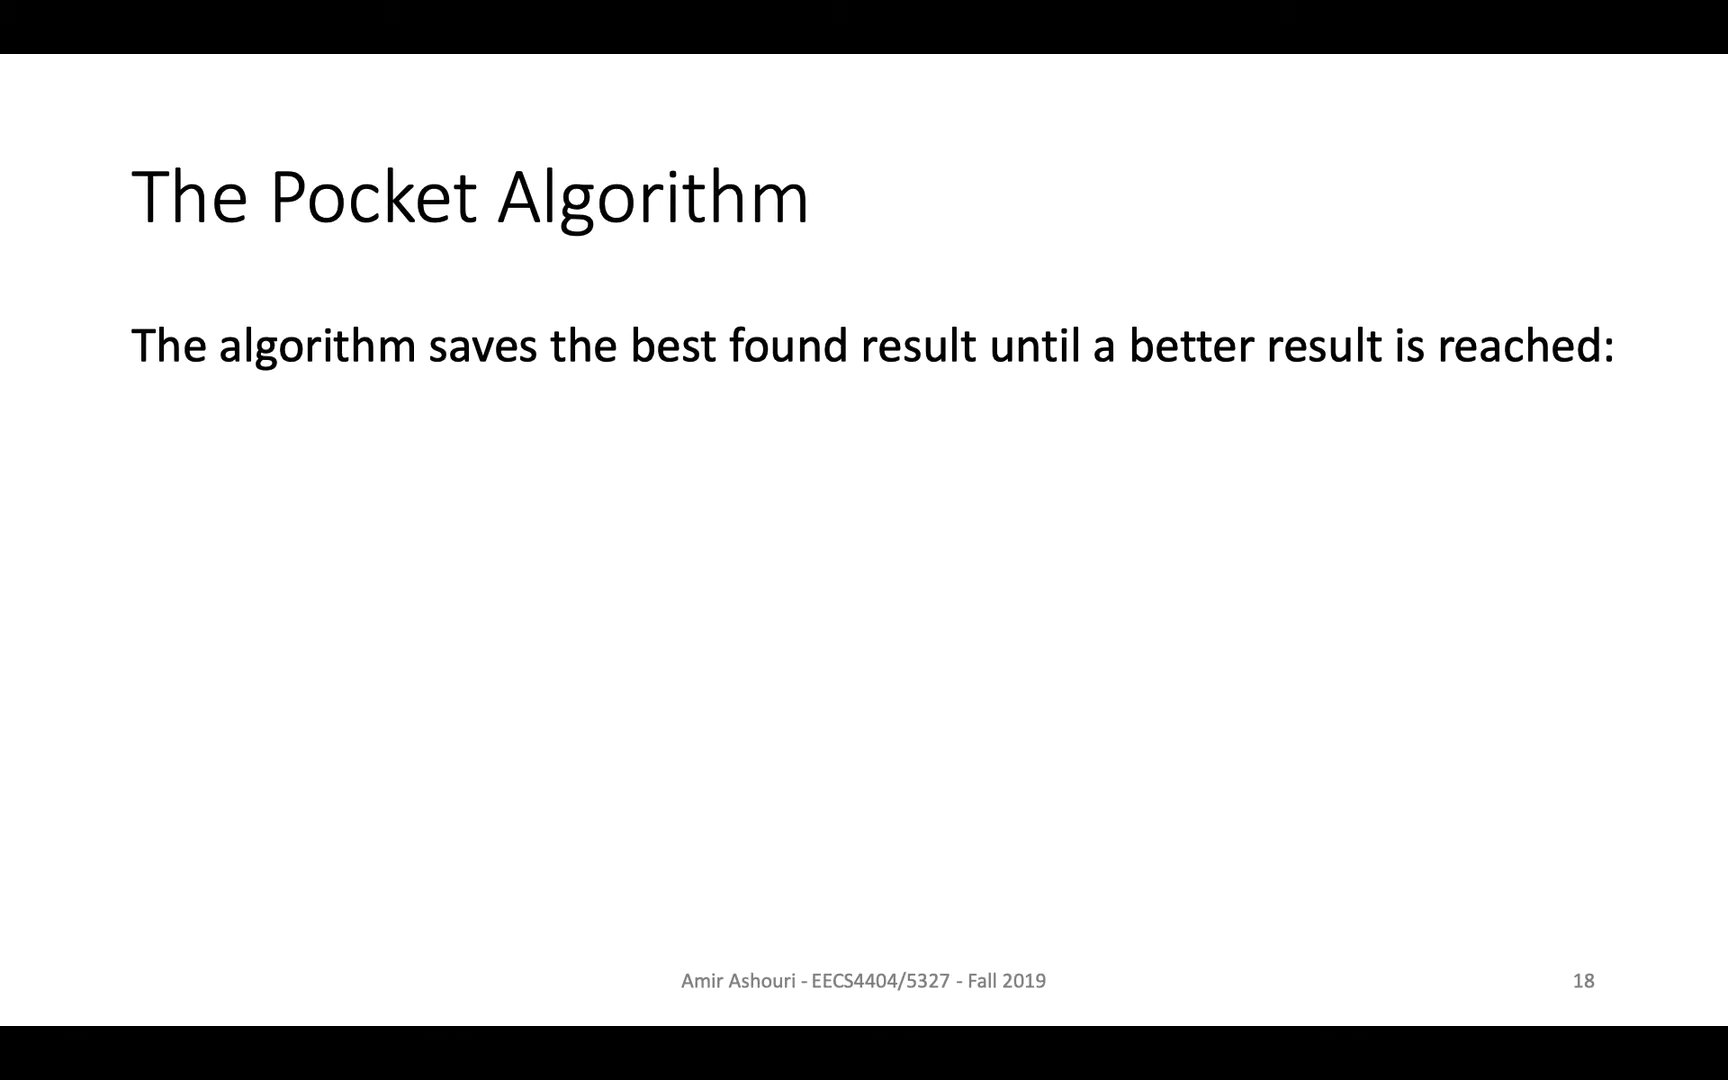 The Pocket Algorithm
The algorithm saves the best found result until a better result is reached:
Amir Ashouri - EECS4404/5327 - Fall 2019
18